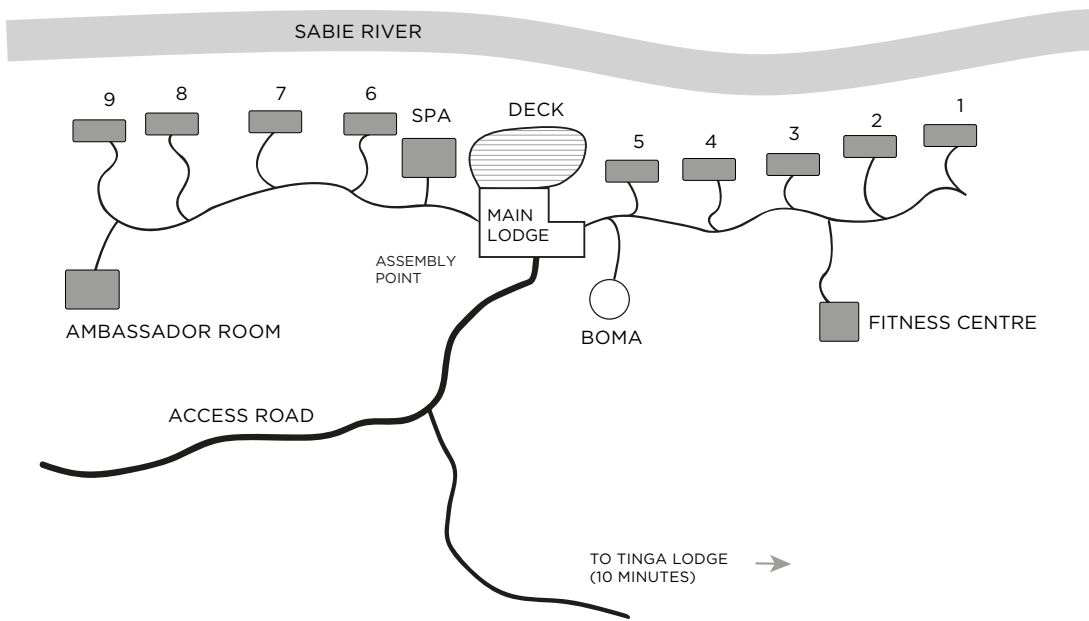 SABIE RIVER
9
8
7
6
SPA
DECK
5
4
3
2
1
MAIN
LODGE
ASSEMBLY
POINT
AMBASSADOR ROOM
BOMA
FITNESS CENTRE
ACCESS ROAD
TO TINGA LODGE
(10 MINUTES)